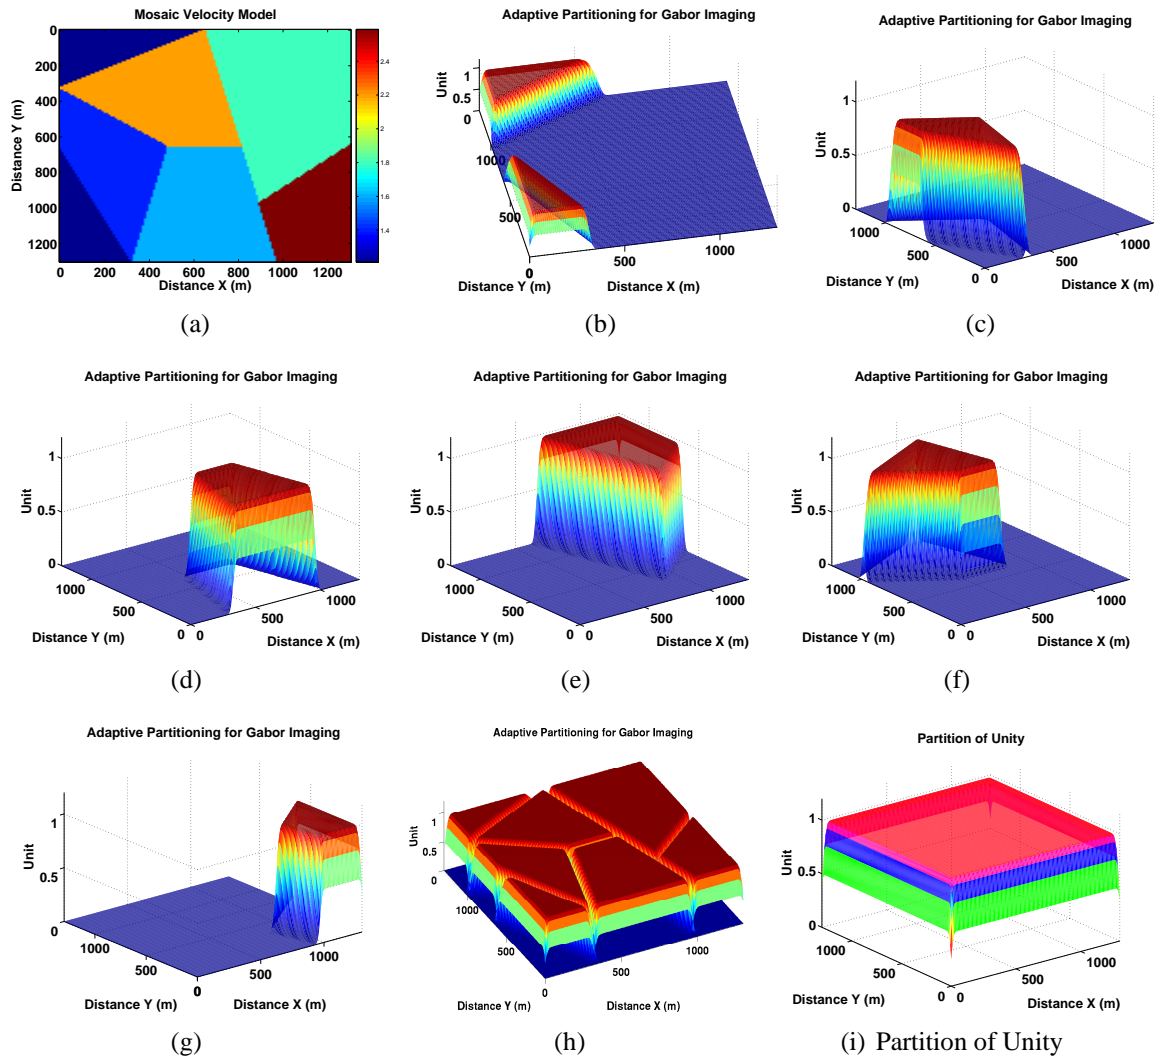 Mosaic Velocity Model
0
200
400
600
800
1000
1200
Distance Y (m)
0 200 400 600 800 1000 1200
Distance X (m)
2.4
2.2
2
1.8
1.6
1.4
(a)
Adaptive Partitioning for Gabor Imaging
Unit
1
0.5
0
1000
500
0
500
1000
Distance Y (m)
Distance X (m)
(b)
Adaptive Partitioning for Gabor Imaging
Unit
1
0.5
0
1000
500
0
0
500
1000
Distance Y (m)
Distance X (m)
(c)
Adaptive Partitioning for Gabor Imaging
Unit
1
0.5
0
1000
500
0
0
500
1000
Distance Y (m)
Distance X (m)
(d)
Adaptive Partitioning for Gabor Imaging
Unit
1
0.5
0
1000
500
0
0
500
1000
Distance Y (m)
Distance X (m)
(e)
Adaptive Partitioning for Gabor Imaging
Unit
1
0.5
0
1000
500
0
0
500
1000
Distance Y (m)
Distance X (m)
(f)
Adaptive Partitioning for Gabor Imaging
Unit
1
0.5
0
1000
500
0
500
1000
Distance Y (m)
Distance X (m)
(g)
Adaptive Partitioning for Gabor Imaging
Unit
1
0.5
0
1000
500
0
500
1000
Distance Y (m)
Distance X (m)
(h)
Partition of Unity
Unit
1
0.5
0
1000
500
0
0
500
1000
Distance Y (m)
Distance X (m)
(i) Partition of Unity